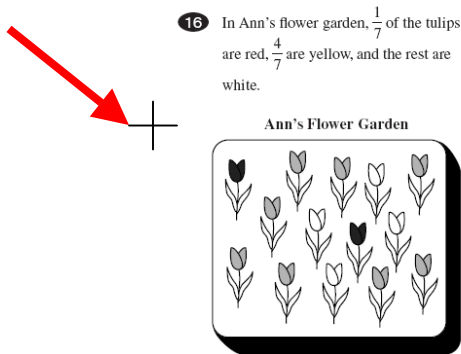 16 In Ann's flower garden, 1/7 of the tulips
are red, 4/7 are yellow, and the rest are
white.
Ann's Flower Garden